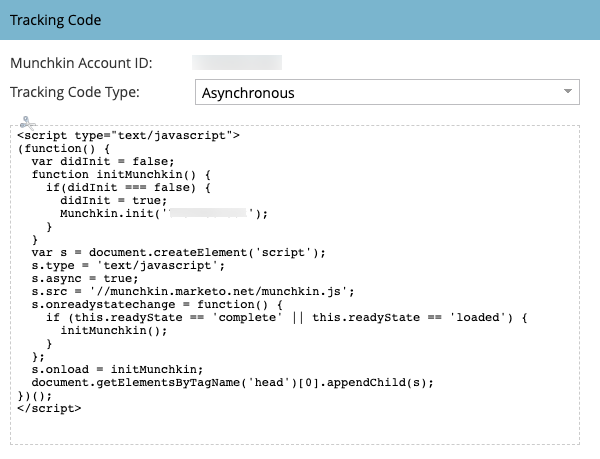 Tracking Code
Munchkin Account ID:
Tracking Code Type: Asynchronous
<script type="text/javascript">
(function() {
  var didInit = false;
  function initMunchkin() {
    if(didInit === false) {
      didInit = true;
      Munchkin.init('');
    }
  }
  var s = document.createElement('script');
  s.type = 'text/javascript';
  s.async = true;
  s.src = '//munchkin.marketo.net/munchkin.js';
  s.onreadystatechange = function() {
    if (this.readyState == 'complete' || this.readyState == 'loaded') {
      initMunchkin();
    }
  };
  s.onload = initMunchkin;
  document.getElementsByTagName('head')[0].appendChild(s);
})();
</script>